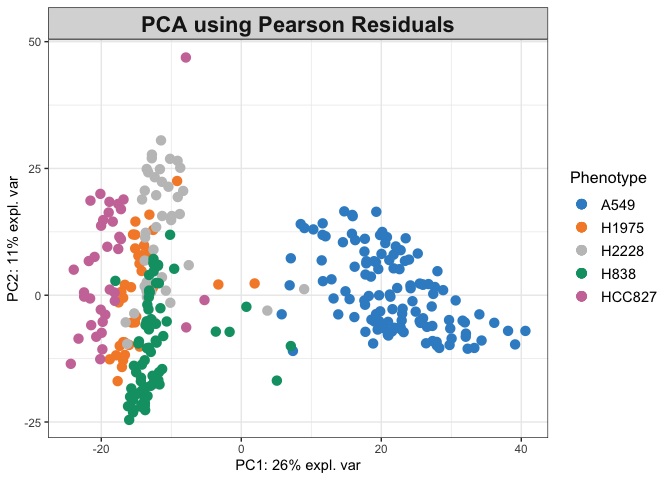 PCA using Pearson Residuals
50
25
0
-25
PC2: 11% expl. var
-20
0
20
40
PC1: 26% expl. var
Phenotype
A549
H1975
H2228
H838
HCC827